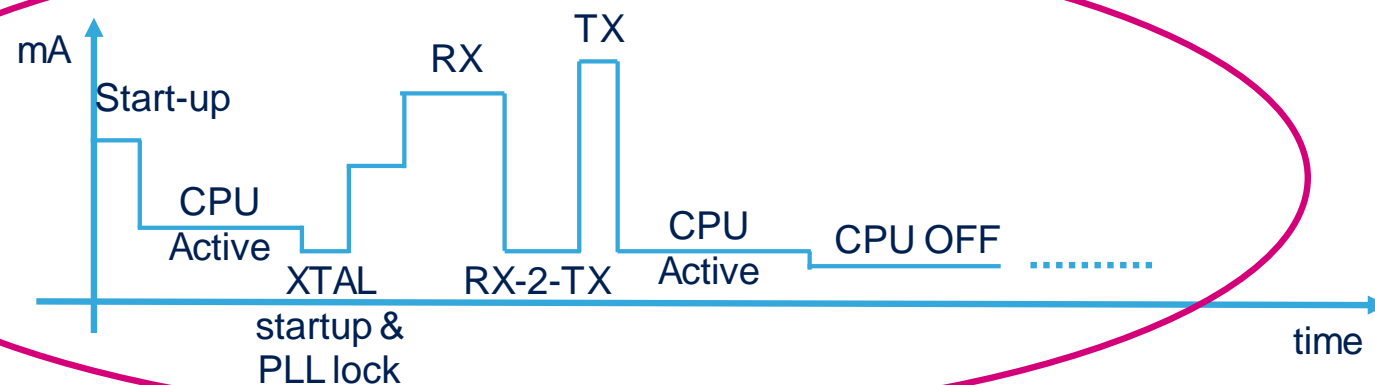 mA
Start-up
CPU
Active
XTAL
startup &
PLL lock
RX
RX-2-TX
TX
CPU
Active
CPU OFF
time